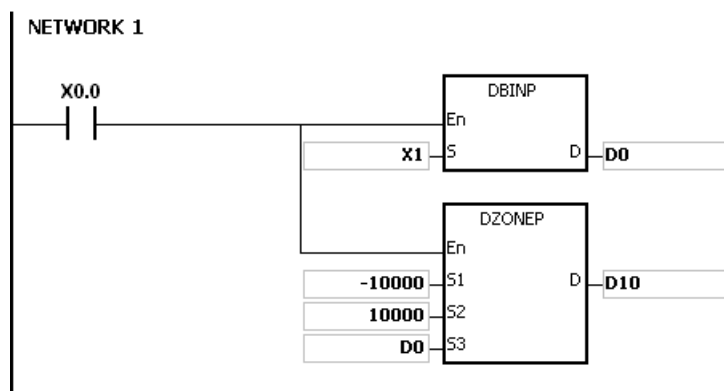 NETWORK 1
X0.0
DBINP
En
X1 S D D0
DZONEP
En
-10000 S1 D D10
10000 S2
D0 S3